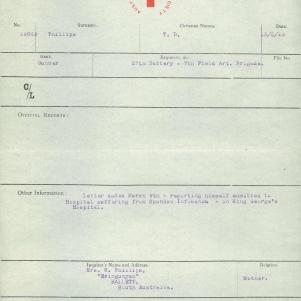 No. Surname. Christian Names. Date:
Phillips T. D.
Rank: Regiment, &c. File No.
Gunner 27th Battery - 7th Field Art. Brigade.
C/
/L
OFFICIAL REPORTS:
Other Information: Letter dated March 9th - reporting himself admitted to
Hospital suffering from Spanish Influenza - in King George's
Hospital.
Inquirer's Name and Address: Relation:
Mrs. Phillips,
HALLETT, Mother.
South Australia.